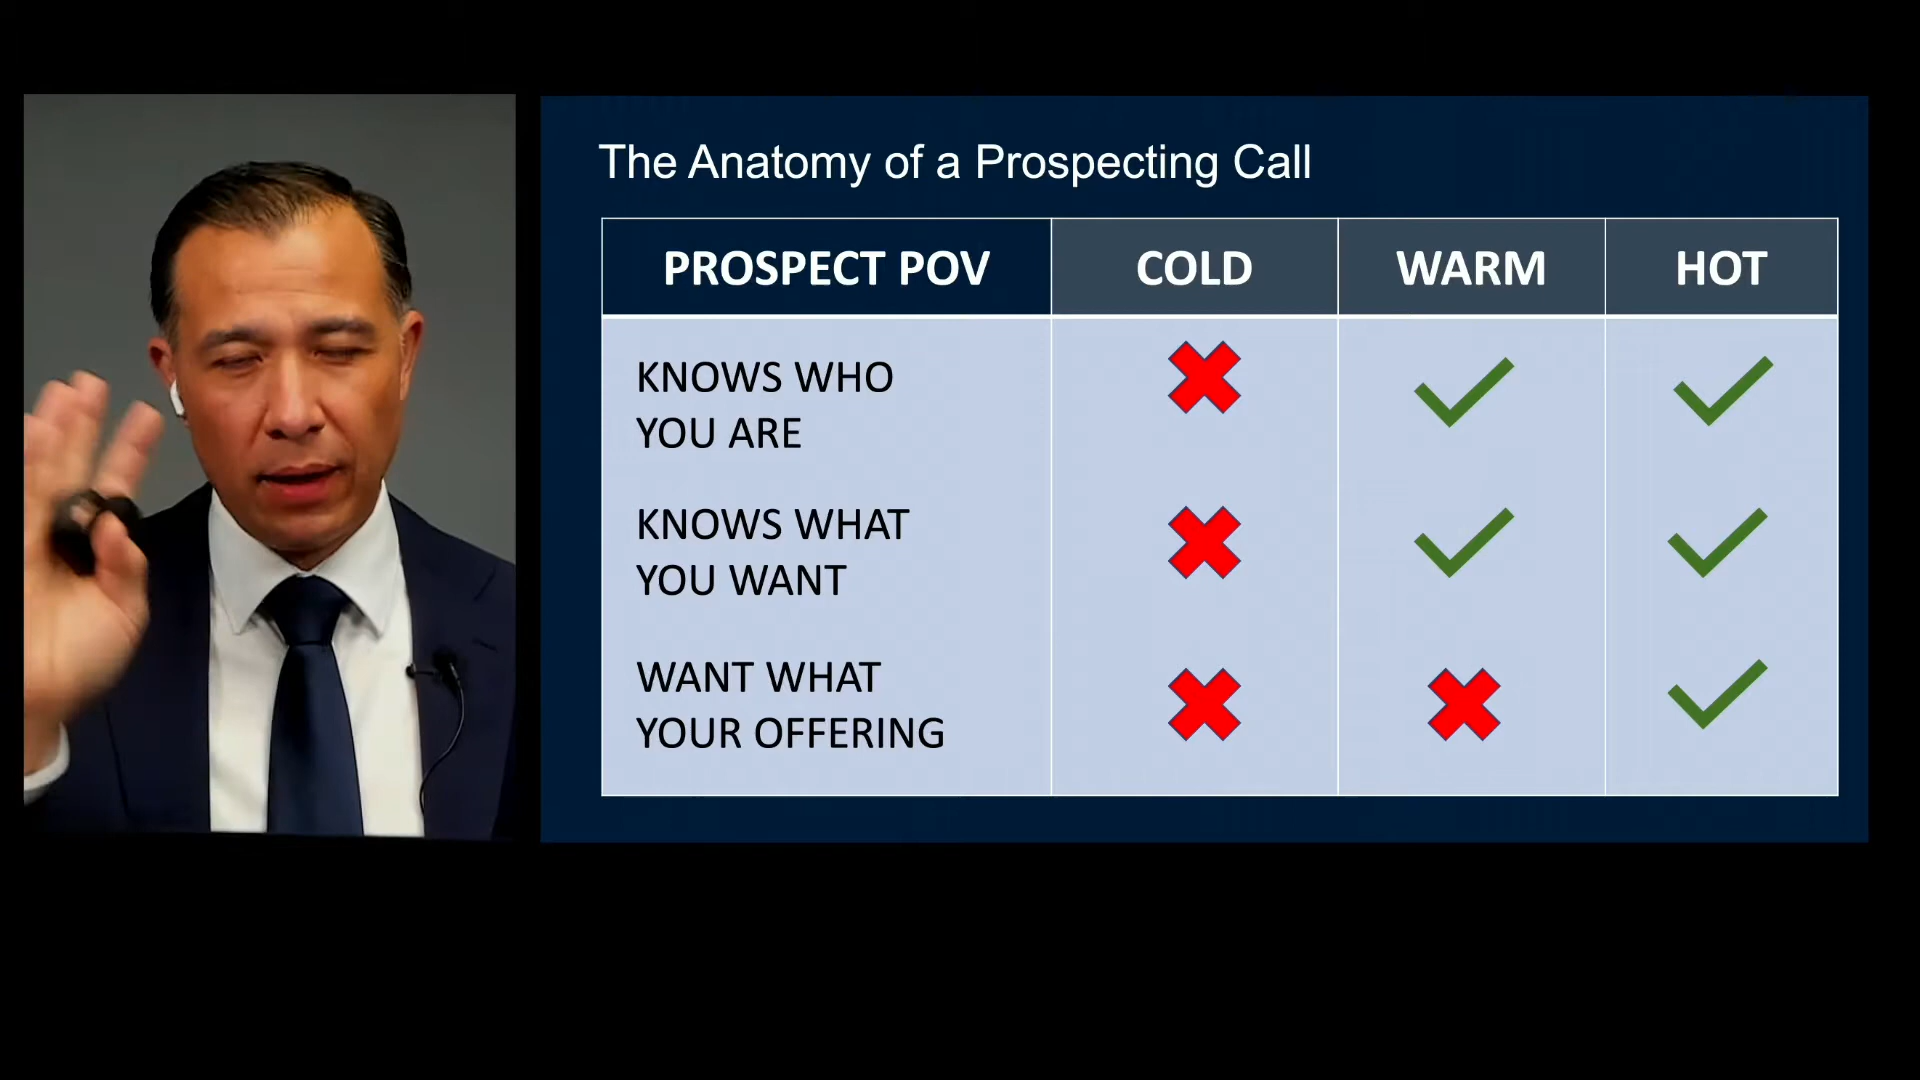 The Anatomy of a Prospecting Call
PROSPECT POV COLD WARM HOT
KNOWS WHO
YOU ARE
KNOWS WHAT
YOU WANT
WANT WHAT
YOUR OFFERING